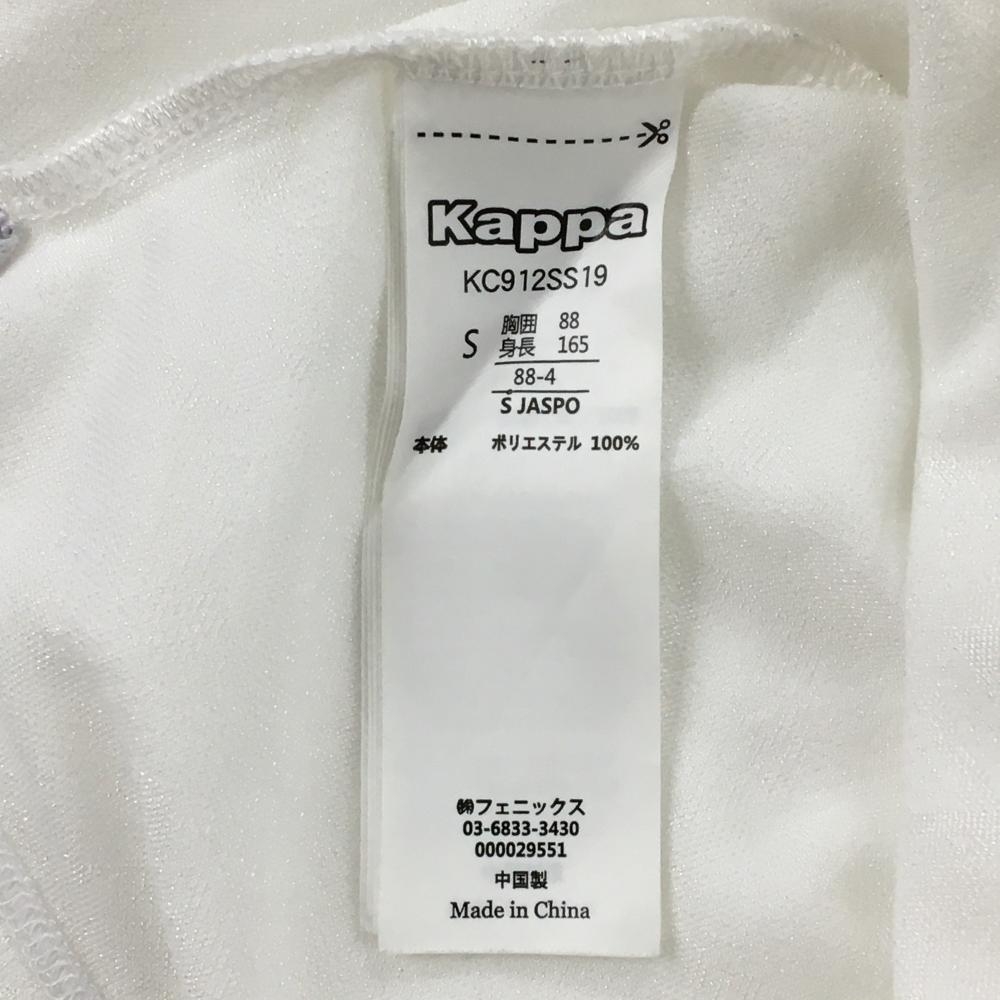 Kappa
KC912SS19
S 胸囲 88
身長 165
88-4
S JASPO
本体 ポリエステル 100%
㈱フェニックス
03-6833-3430
000029551
中国製
Made in China